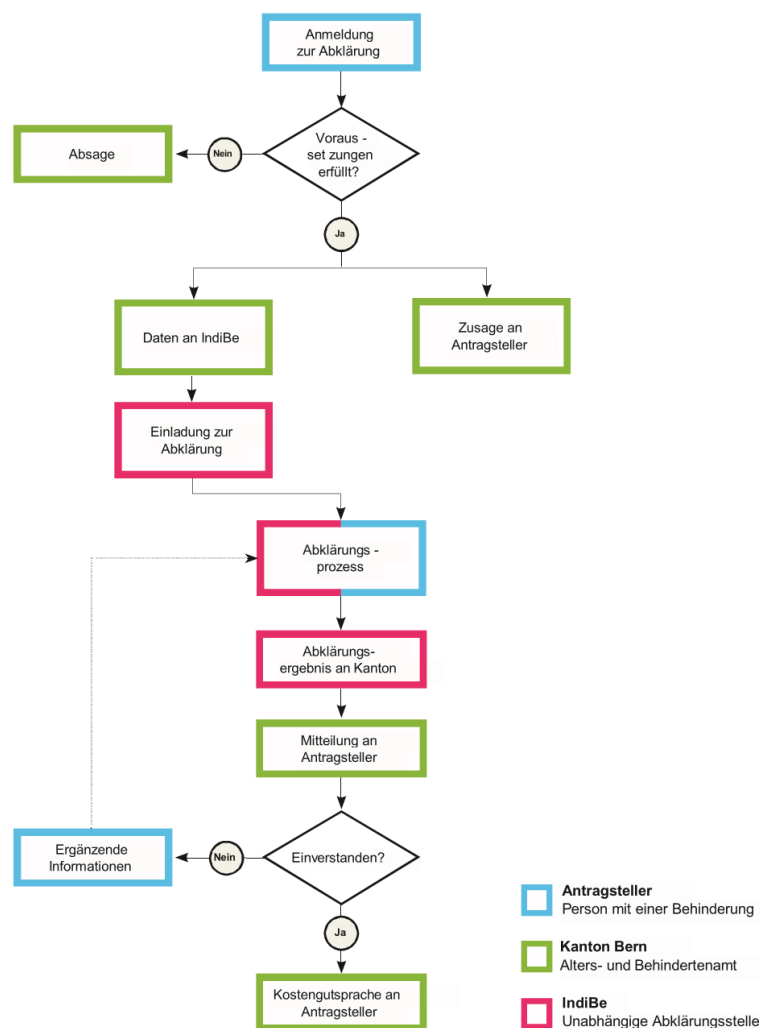 Anmeldung
zur Abklärung
Voraus -
set zungen
erfüllt?
Nein
Absage
Ja
Daten an IndiBe
Zusage an
Antragsteller
Einladung zur
Abklärung
Abklärungs -
prozess
Abklärungs-
ergebnis an Kanton
Mitteilung an
Antragsteller
Einverstanden?
Nein
Ergänzende
Informationen
Ja
Kostengutsprache an
Antragsteller
Antragsteller
Person mit einer Behinderung
Kanton Bern
Alters- und Behindertenamt
IndiBe
Unabhängige Abklärungsstelle